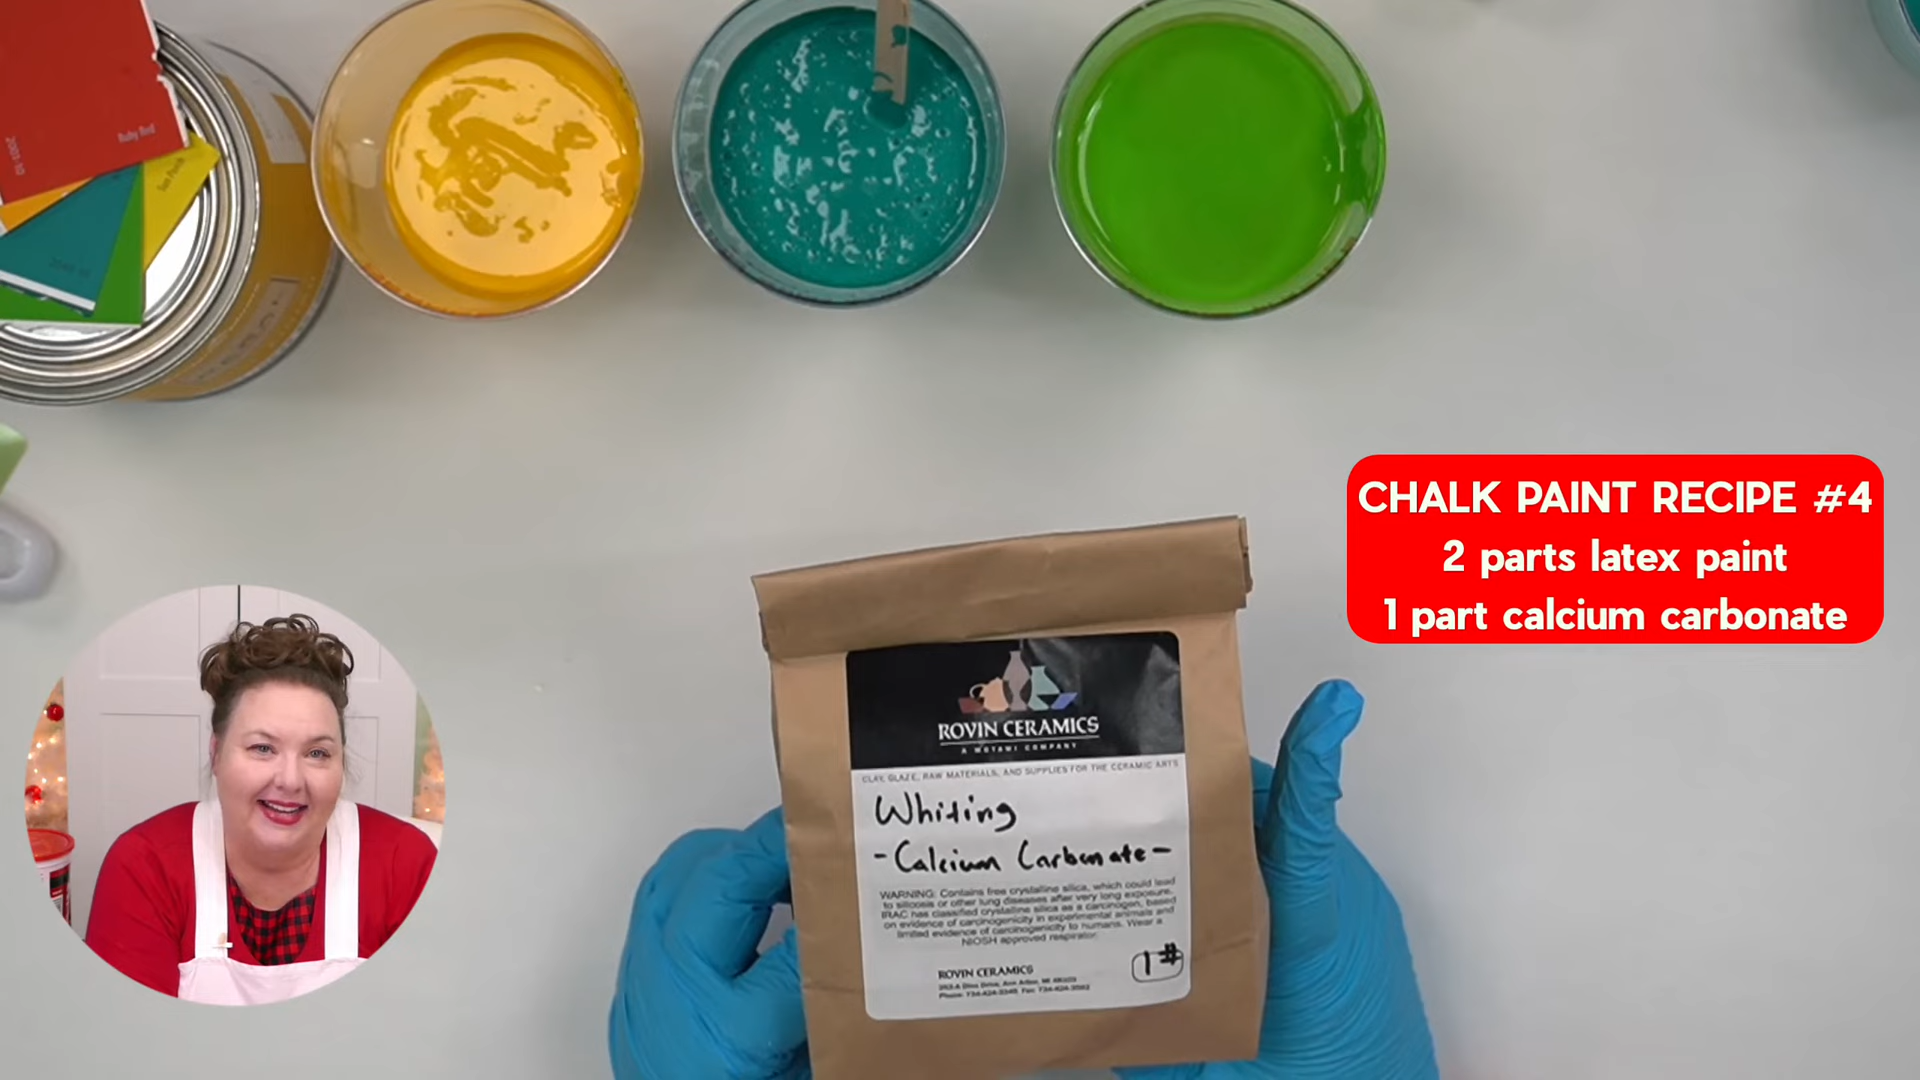 Ruby Red
2001-10
CHALK PAINT RECIPE #4
2 parts latex paint
1 part calcium carbonate
ROVIN CERAMICS
A MOTAWI COMPANY
CLAY, GLAZE, RAW MATERIALS, AND SUPPLIES FOR THE CERAMIC ARTS
Whiting
-Calcium Carbonate-
WARNING: Contains free crystalline silica, which could lead
to silicosis or other lung diseases after very long exposure.
IRAC has classified crystalline silica as a carcinogen, based
on evidence of carcinogenicity in experimental animals and
limited evidence of carcinogenicity to humans. Wear a
NIOSH approved respirator.
1#
ROVIN CERAMICS